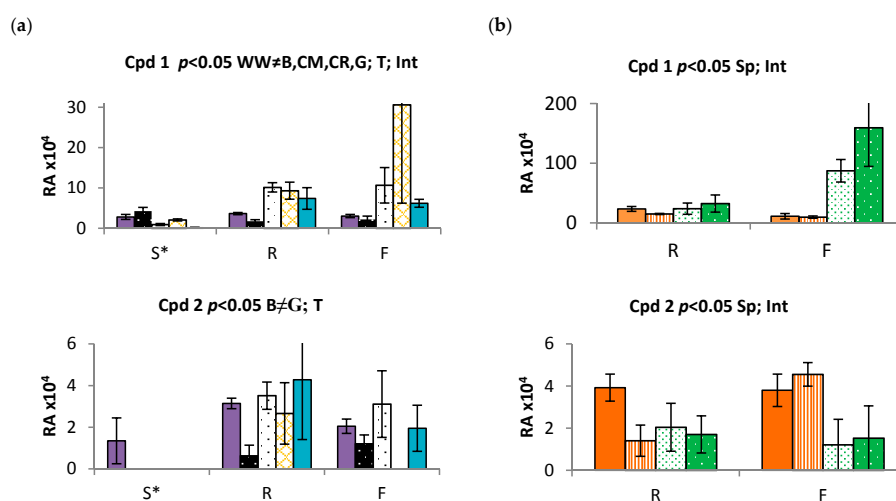 (a)
(b)
Cpd 1 p<0.05 WW≠B,CM,CR,G; T; Int
RA x10⁴
30
20
10
0
S*
R
F
Cpd 1 p<0.05 Sp; Int
RA x10⁴
200
100
0
R
F
Cpd 2 p<0.05 B≠G; T
RA x10⁴
6
4
2
0
S*
R
F
Cpd 2 p<0.05 Sp; Int
RA x10⁴
6
4
2
0
R
F